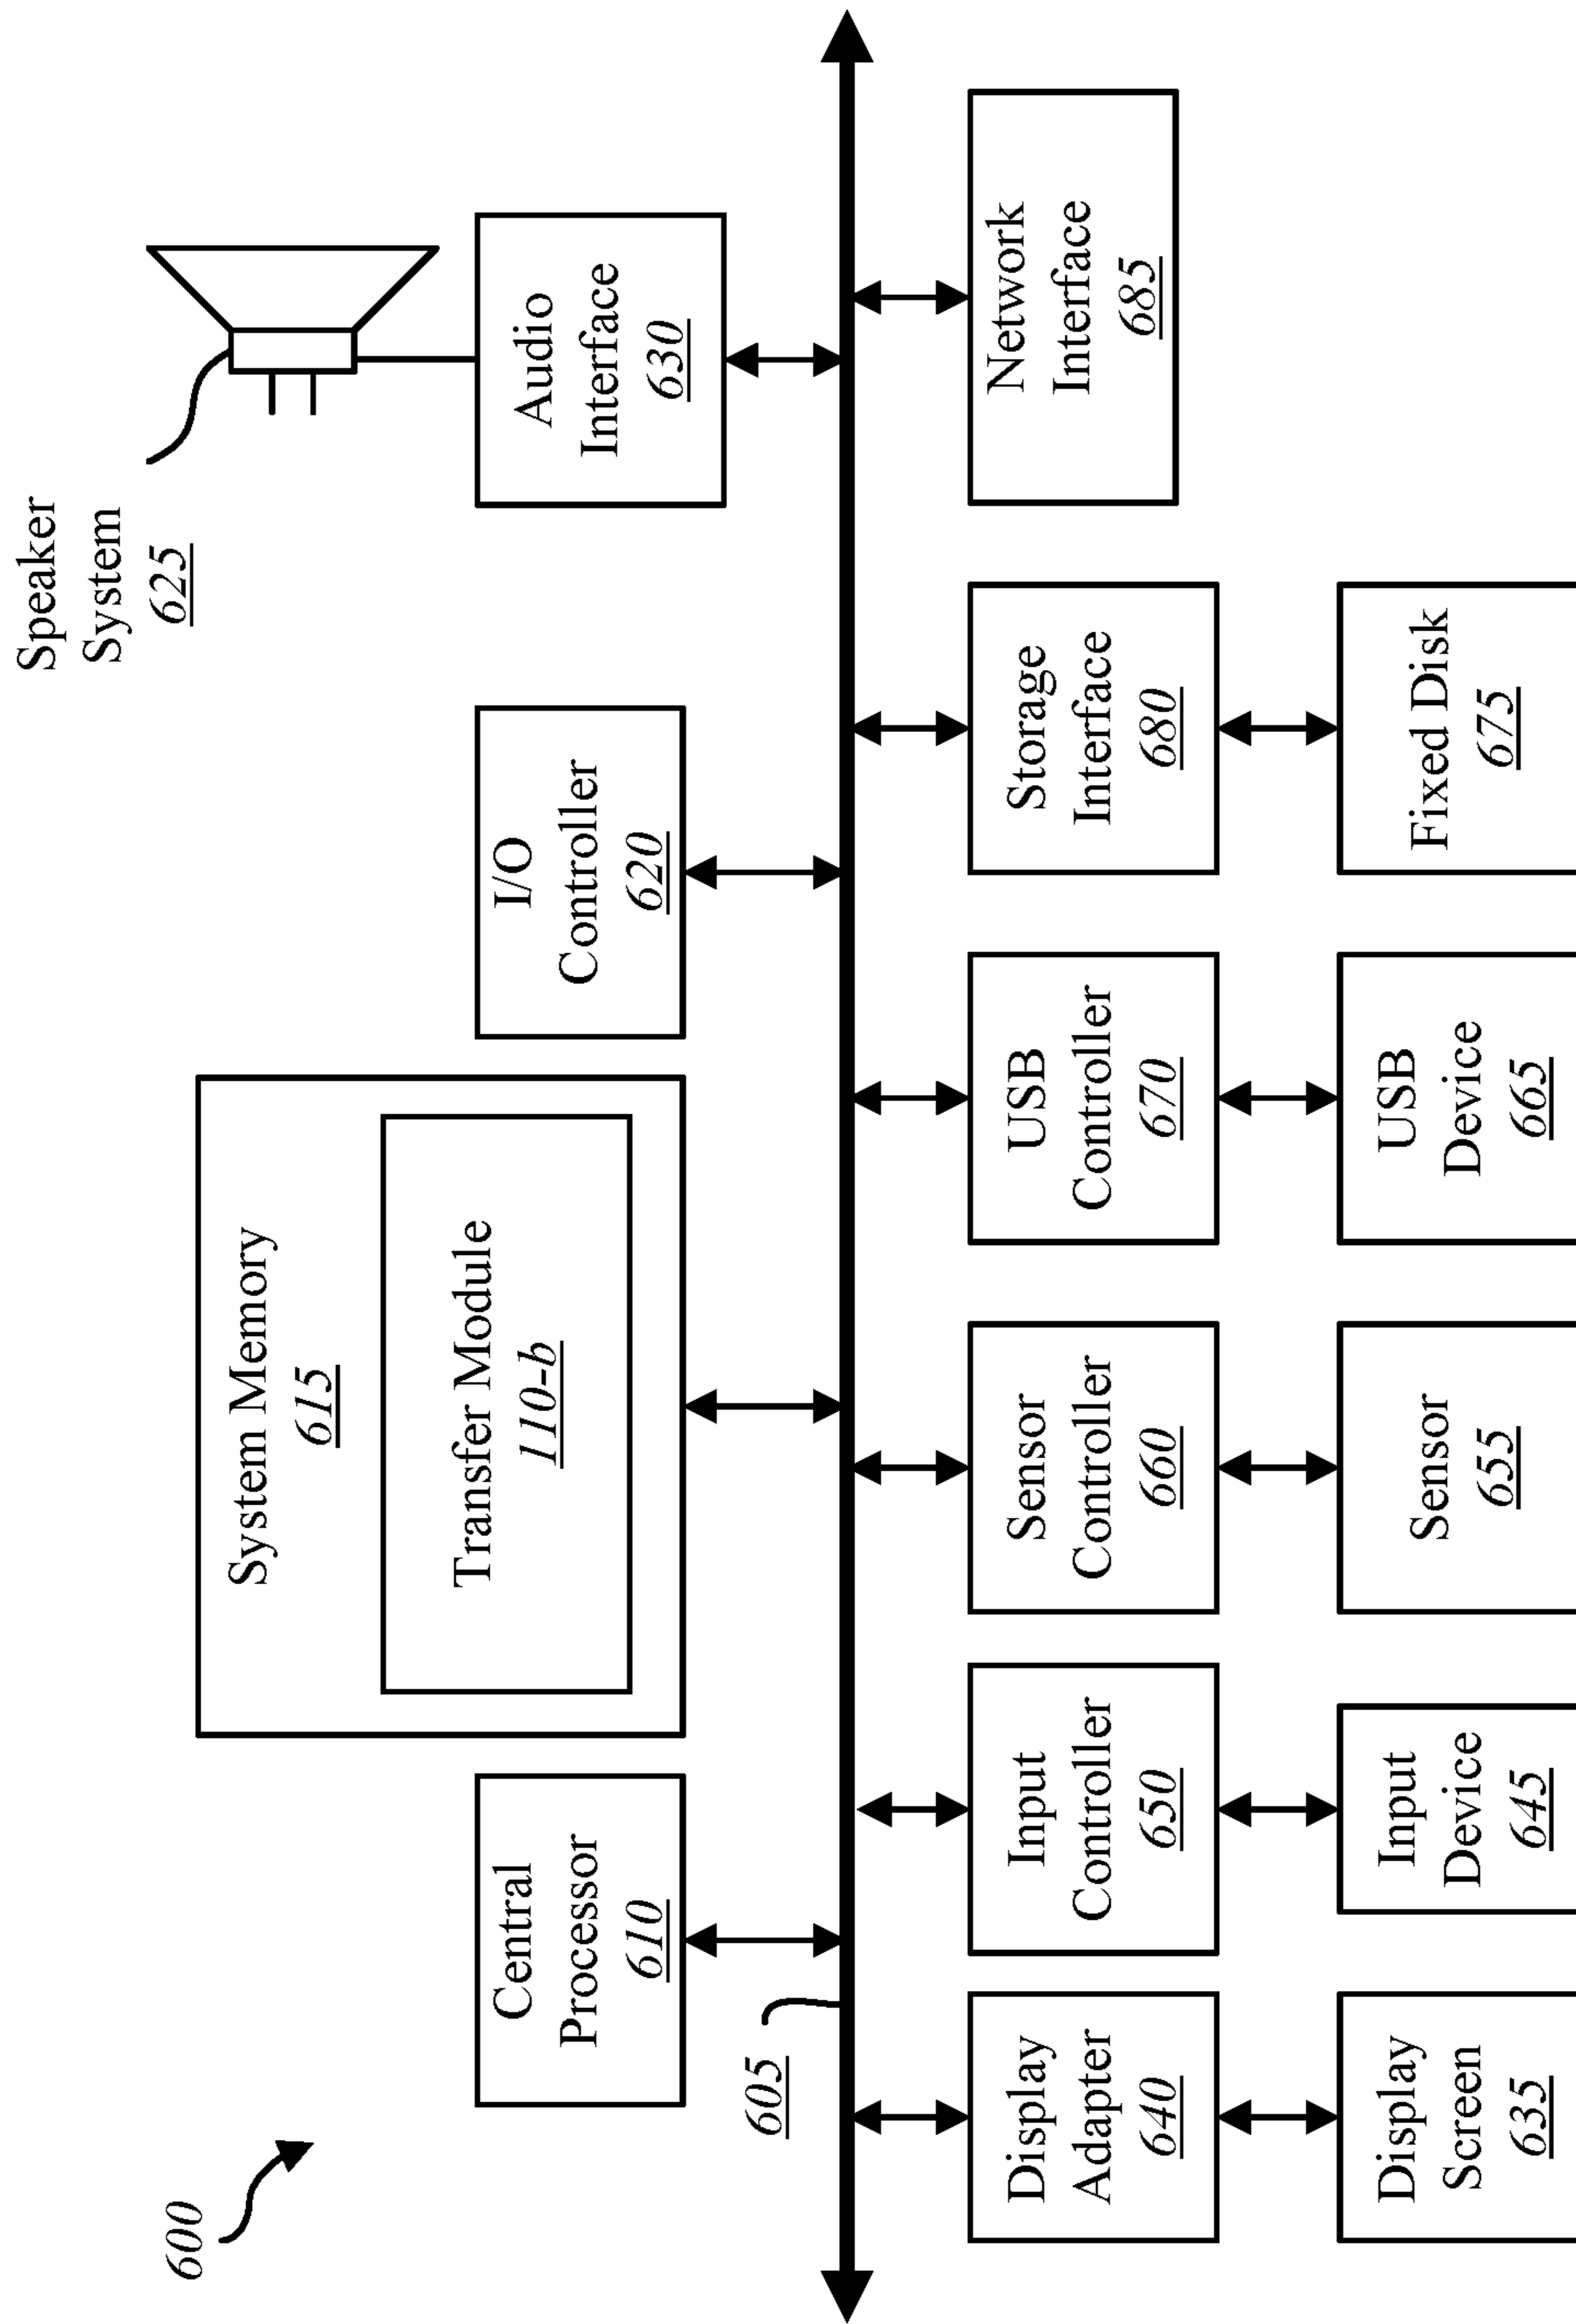 600
Speaker
System
625
System Memory
615
Transfer Module
110-b
Central
Processor
610
I/O
Controller
620
Audio
Interface
630
605
Display
Adapter
640
Input
Controller
650
Sensor
Controller
660
USB
Controller
670
Storage
Interface
680
Network
Interface
685
Display
Screen
635
Input
Device
645
Sensor
655
USB
Device
665
Fixed Disk
675